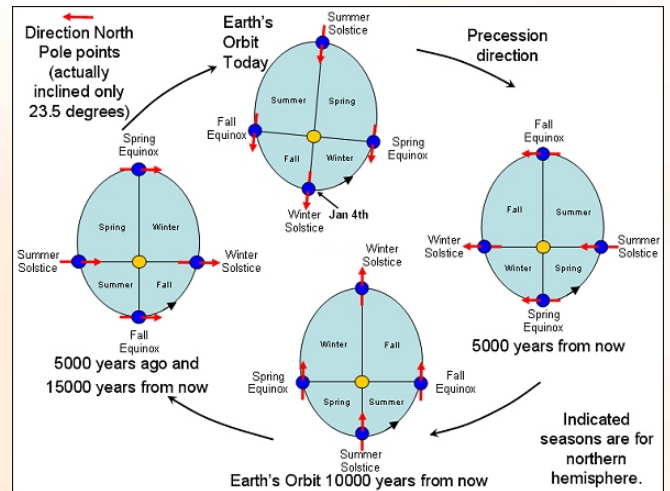 Direction North
Pole points
(actually
inclined only
23.5 degrees)
Earth's
Orbit
Today
Summer
Solstice
Precession
direction
Summer
Spring
Fall
Equinox
Spring
Equinox
Fall
Winter
Winter
Solstice
Jan 4th
Fall
Equinox
Fall
Summer
Winter
Solstice
Summer
Solstice
Winter
Spring
Spring
Equinox
5000 years from now
Winter
Solstice
Winter
Fall
Spring
Equinox
Fall
Equinox
Spring
Summer
Summer
Solstice
Earth's Orbit 10000 years from now
Spring
Equinox
Spring
Winter
Summer
Solstice
Winter
Solstice
Summer
Fall
Fall
Equinox
5000 years ago and
15000 years from now
Indicated
seasons are for
northern
hemisphere.